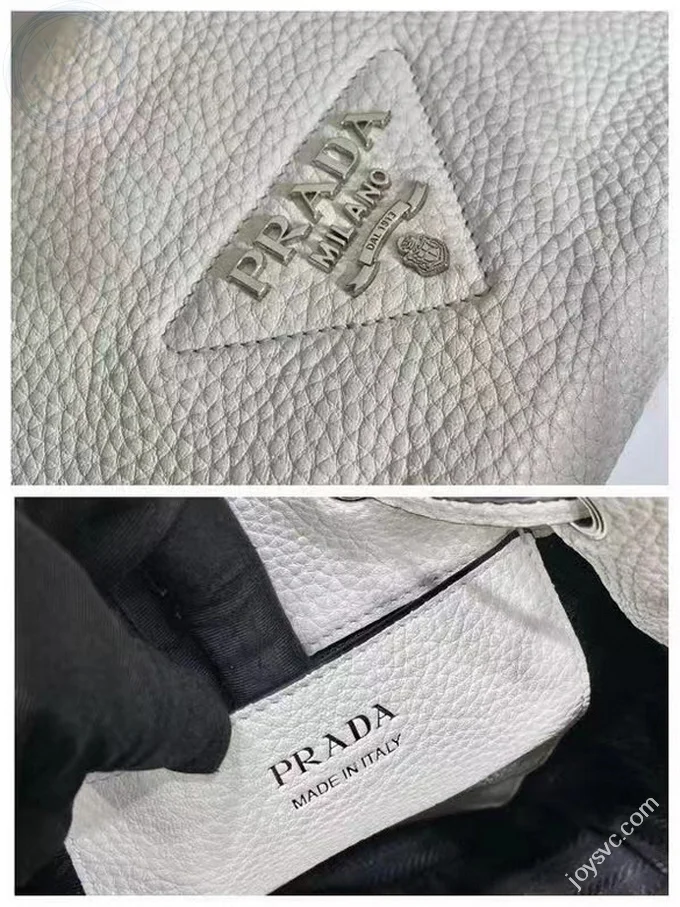 PRADA
MILANO
DAL 1913
PRADA
MADE IN ITALY
joysvc.com